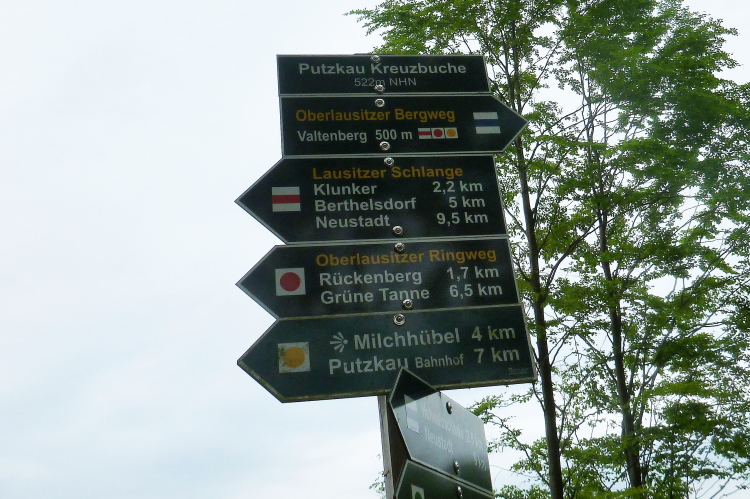 Putzkau Kreuzbuche
522m NHN
Oberlausitzer Bergweg
Valtenberg 500 m
Lausitzer Schlange
Klunker 2,2 km
Berthelsdorf 5 km
Neustadt 9,5 km
Oberlausitzer Ringweg
Rückenberg 1,7 km
Grüne Tanne 6,5 km
Milchhübel 4 km
Putzkau Bahnhof 7 km
Neustadt